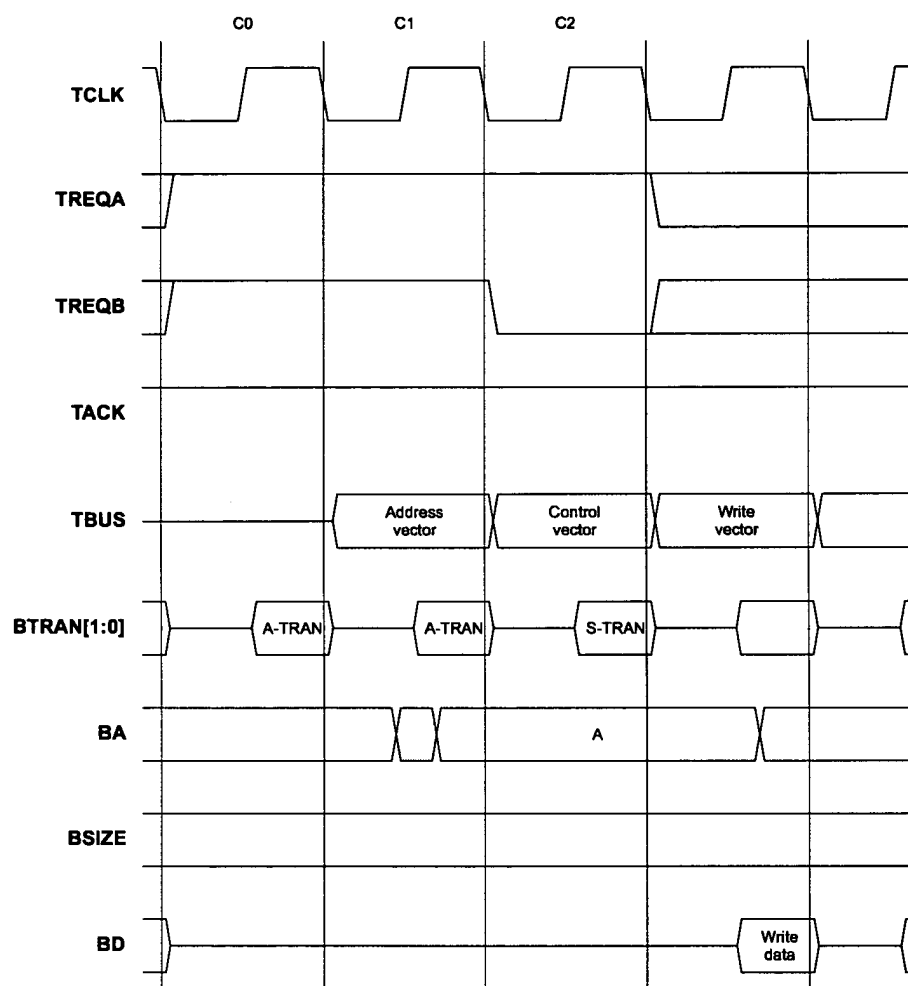 C0 C1 C2
TCLK
TREQA
TREQB
TACK
TBUS
Address
vector
Control
vector
Write
vector
BTRAN[1:0]
A-TRAN
A-TRAN
S-TRAN
BA
A
BSIZE
BD
Write
data